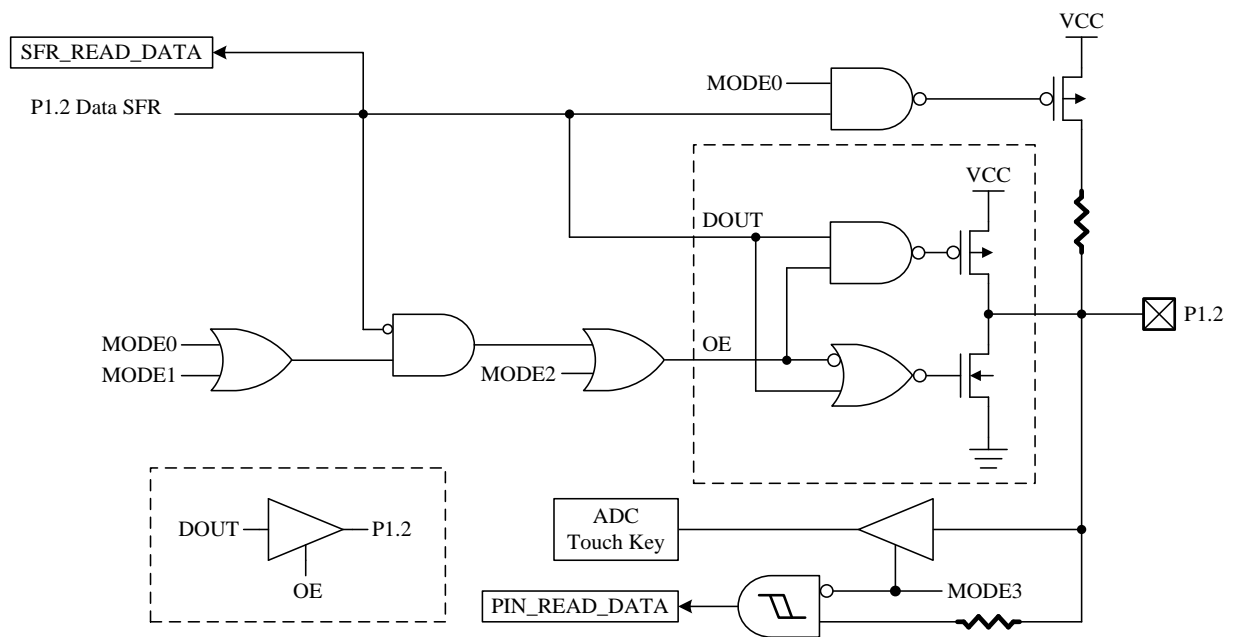 VCC
SFR_READ_DATA
MODE0
P1.2 Data SFR
VCC
DOUT
P1.2
MODE0
MODE1
MODE2
OE
DOUT
P1.2
OE
ADC
Touch Key
MODE3
PIN_READ_DATA